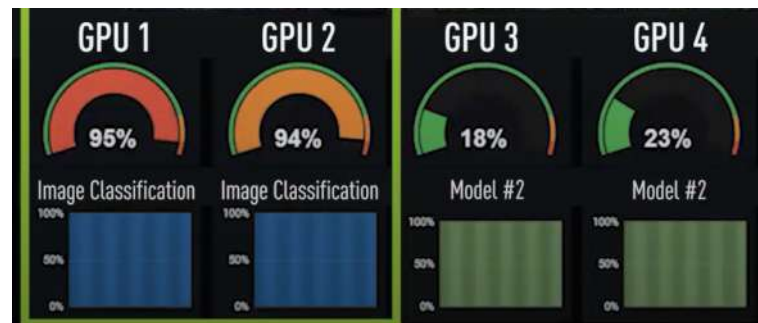 GPU 1
GPU 2
GPU 3
GPU 4
95%
94%
18%
23%
Image Classification
Image Classification
Model #2
Model #2
100%
50%
0%
100%
50%
0%
100%
50%
0%
100%
50%
0%